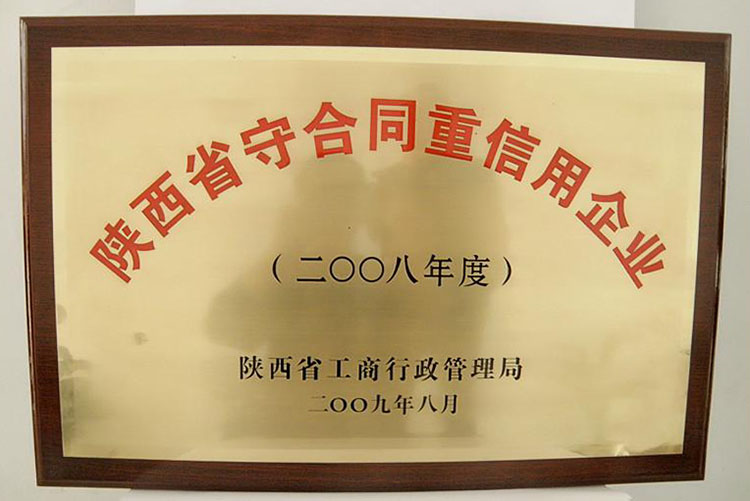 陕西省守合同重信用企业
（二〇〇八年度）
陕西省工商行政管理局
二〇〇九年八月